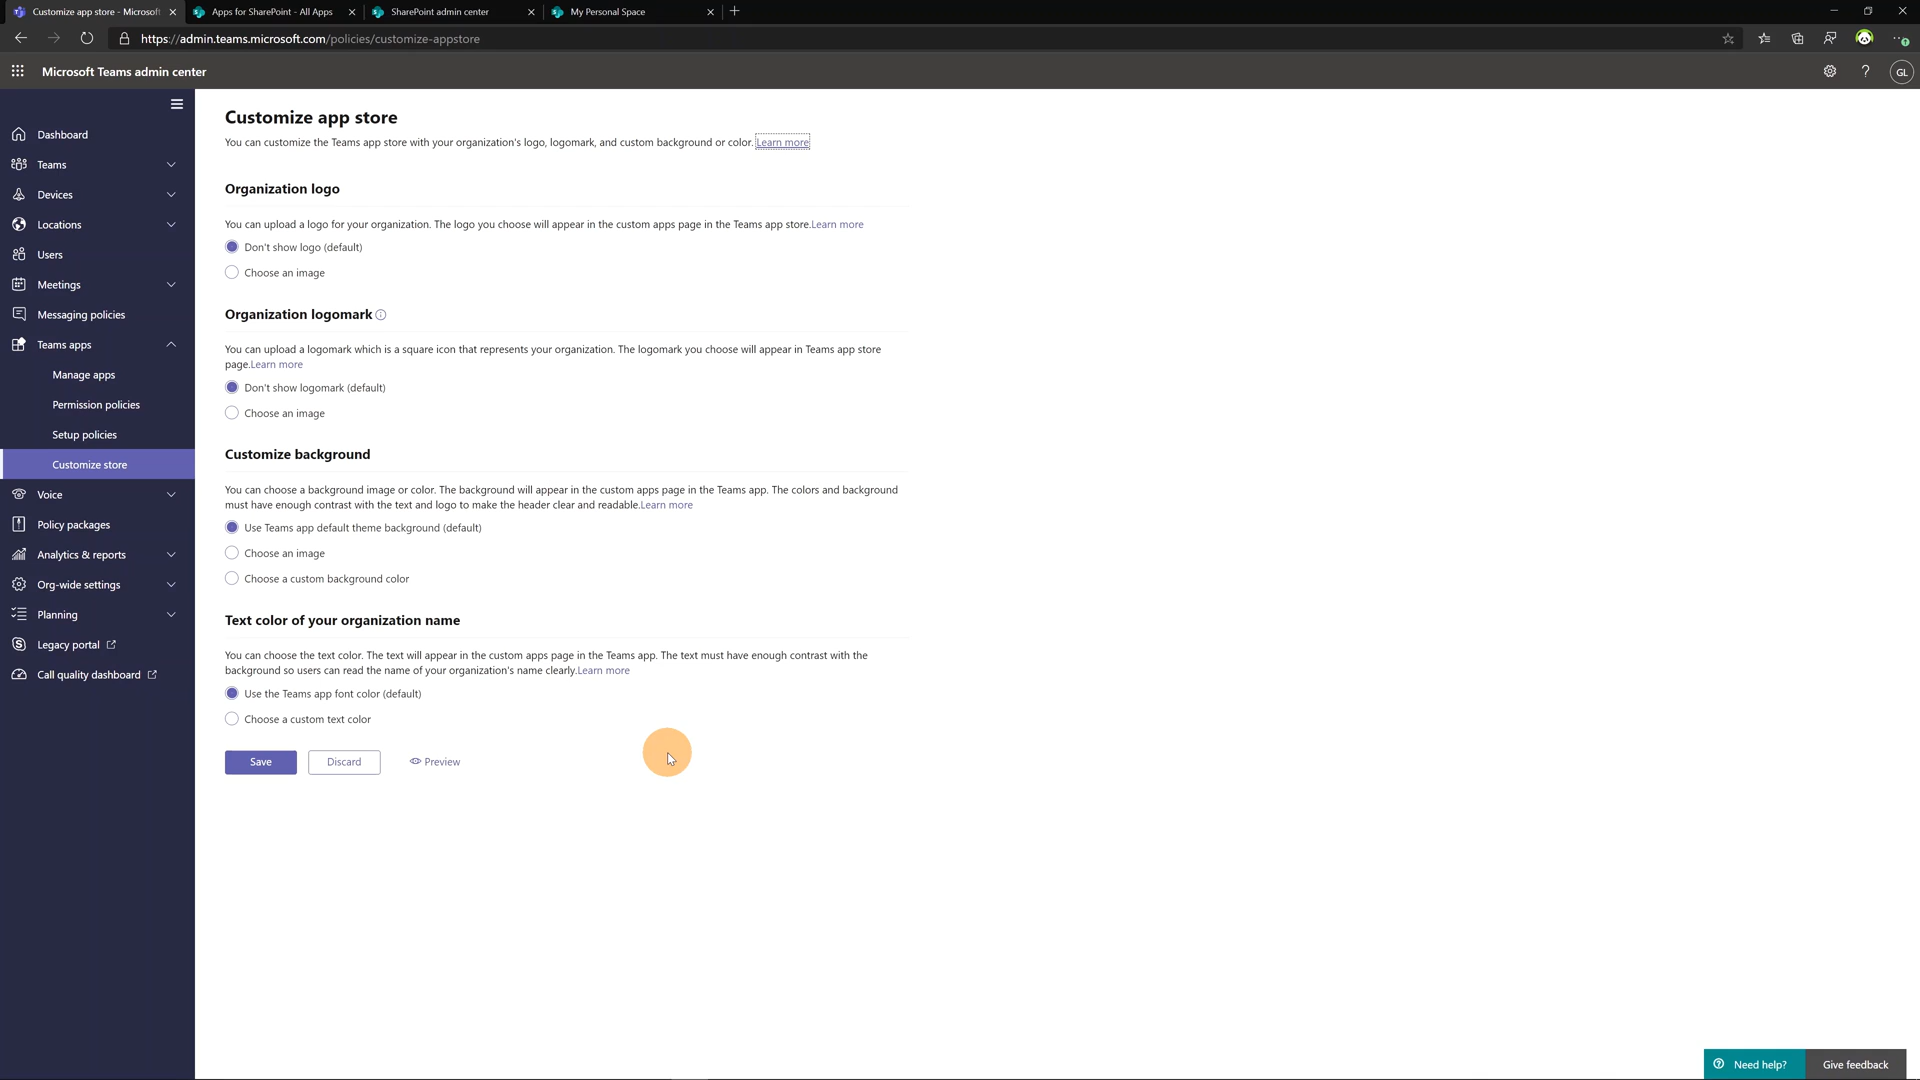 Customize app store - Microsoft
Apps for SharePoint - All Apps
SharePoint admin center
My Personal Space
https://admin.teams.microsoft.com/policies/customize-appstore
Microsoft Teams admin center
?
GL
Dashboard
Teams
Devices
Locations
Users
Meetings
Messaging policies
Teams apps
Manage apps
Permission policies
Setup policies
Customize store
Voice
Policy packages
Analytics & reports
Org-wide settings
Planning
Legacy portal
Call quality dashboard
Customize app store
You can customize the Teams app store with your organization's logo, logomark, and custom background or color. Learn more
Organization logo
You can upload a logo for your organization. The logo you choose will appear in the custom apps page in the Teams app store.Learn more
Don't show logo (default)
Choose an image
Organization logomark
You can upload a logomark which is a square icon that represents your organization. The logomark you choose will appear in Teams app store
page.Learn more
Don't show logomark (default)
Choose an image
Customize background
You can choose a background image or color. The background will appear in the custom apps page in the Teams app. The colors and background
must have enough contrast with the text and logo to make the header clear and readable.Learn more
Use Teams app default theme background (default)
Choose an image
Choose a custom background color
Text color of your organization name
You can choose the text color. The text will appear in the custom apps page in the Teams app. The text must have enough contrast with the
background so users can read the name of your organization's name clearly.Learn more
Use the Teams app font color (default)
Choose a custom text color
Save
Discard
Preview
Need help?
Give feedback